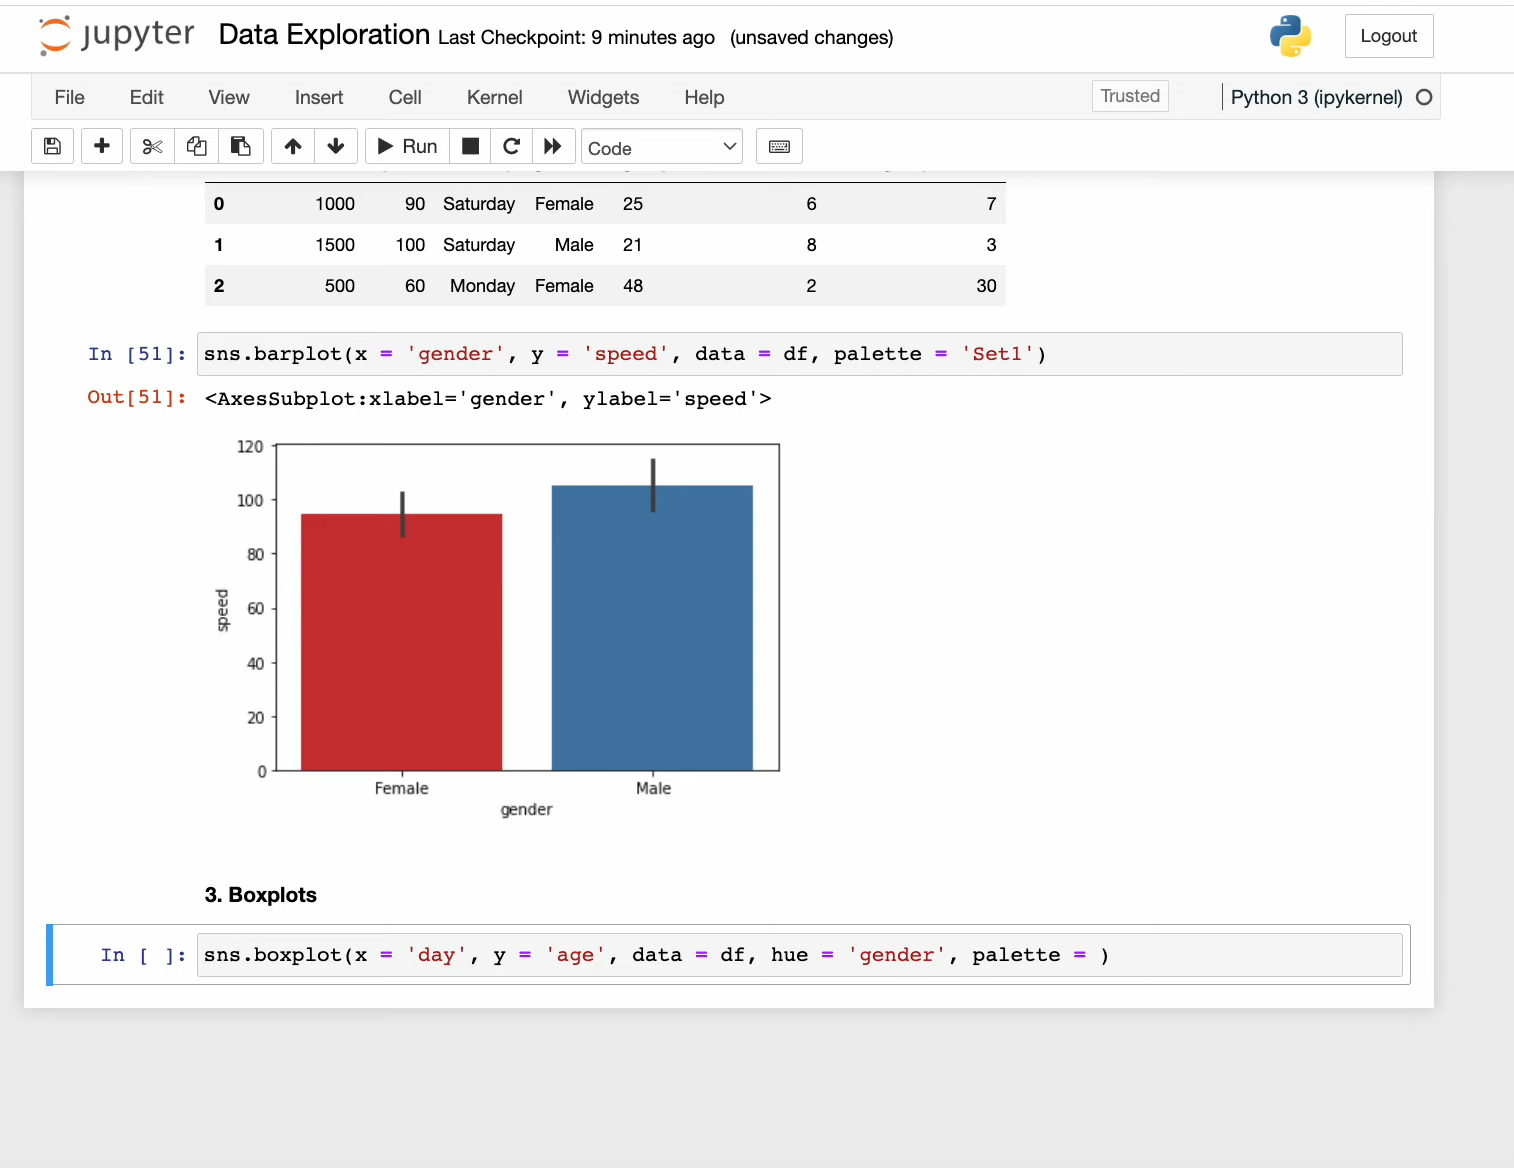 jupyter Data Exploration Last Checkpoint: 9 minutes ago (unsaved changes) Logout
File Edit View Insert Cell Kernel Widgets Help Trusted Python 3 (ipykernel)
Run Code
0 1000 90 Saturday Female 25 6 7
1 1500 100 Saturday Male 21 8 3
2 500 60 Monday Female 48 2 30
In [51]: sns.barplot(x = 'gender', y = 'speed', data = df, palette = 'Set1')
Out[51]: <AxesSubplot:xlabel='gender', ylabel='speed'>
120
100
80
60
40
20
0
speed
Female Male
gender
3. Boxplots
In [ ]: sns.boxplot(x = 'day', y = 'age', data = df, hue = 'gender', palette = )